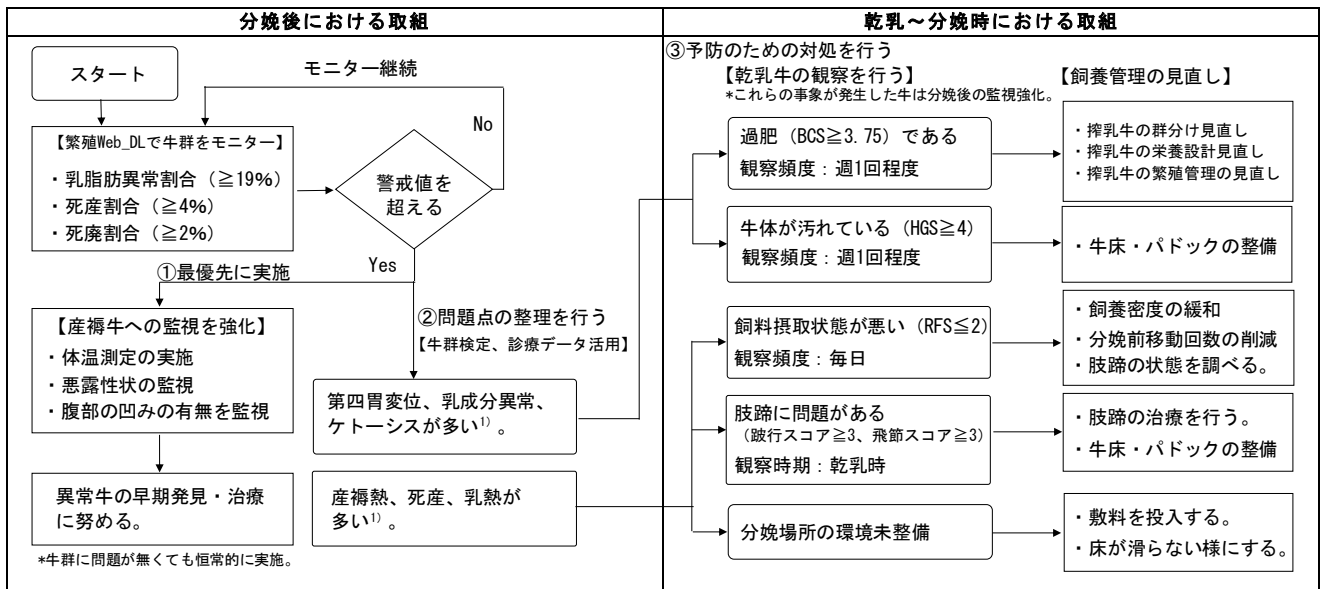 分娩後における取組
スタート
モニター継続
No
【繁殖Web_DLで牛群をモニター】
・乳脂肪異常割合（≧19%）
・死産割合（≧4%）
・死廃割合（≧2%）
警戒値を
超える
Yes
①最優先に実施
【産褥牛への監視を強化】
・体温測定の実施
・悪露性状の監視
・腹部の凹みの有無を監視
異常牛の早期発見・治療
に努める。
*牛群に問題が無くても恒常的に実施。
②問題点の整理を行う
【牛群検定、診療データ活用】
第四胃変位、乳成分異常、
ケトーシスが多い1）。
産褥熱、死産、乳熱が
多い1）。
乾乳～分娩時における取組
③予防のための対処を行う
【乾乳牛の観察を行う】
*これらの事象が発生した牛は分娩後の監視強化。
【飼養管理の見直し】
過肥（BCS≧3.75）である
観察頻度：週1回程度
・搾乳牛の群分け見直し
・搾乳牛の栄養設計見直し
・搾乳牛の繁殖管理の見直し
牛体が汚れている（HGS≧4）
観察頻度：週1回程度
・牛床・パドックの整備
飼料摂取状態が悪い（RFS≦2）
観察頻度：毎日
・飼養密度の緩和
・分娩前移動回数の削減
・肢蹄の状態を調べる。
肢蹄に問題がある
（跛行スコア≧3、飛節スコア≧3）
観察時期：乾乳時
・肢蹄の治療を行う。
・牛床・パドックの整備
分娩場所の環境未整備
・敷料を投入する。
・床が滑らない様にする。